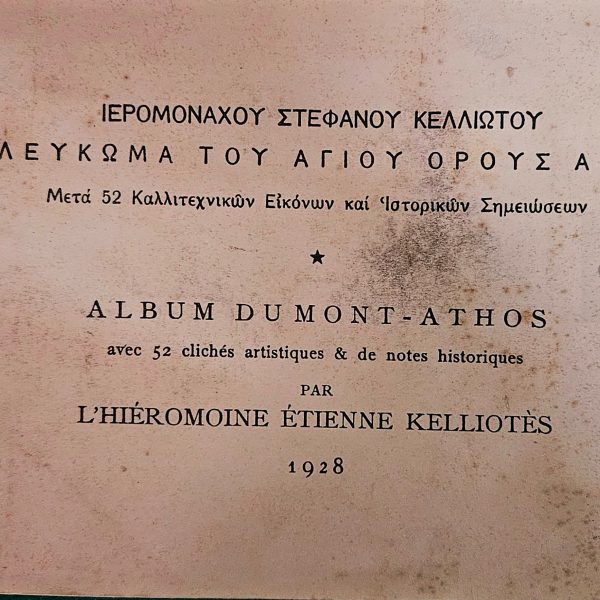 ΙΕΡΟΜΟΝΑΧΟΥ ΣΤΕΦΑΝΟΥ ΚΕΛΛΙΩΤΟΥ
ΛΕΥΚΩΜΑ ΤΟΥ ΑΓΙΟΥ ΟΡΟΥΣ Α
Μετά 52 Καλλιτεχνικῶν Εἰκόνων καί Ἱστορικῶν Σημειώσεων
★
ALBUM DU MONT-ATHOS
avec 52 clichés artistiques & de notes historiques
PAR
L'HIÉROMOINE ÉTIENNE KELLIOTÈS
1928